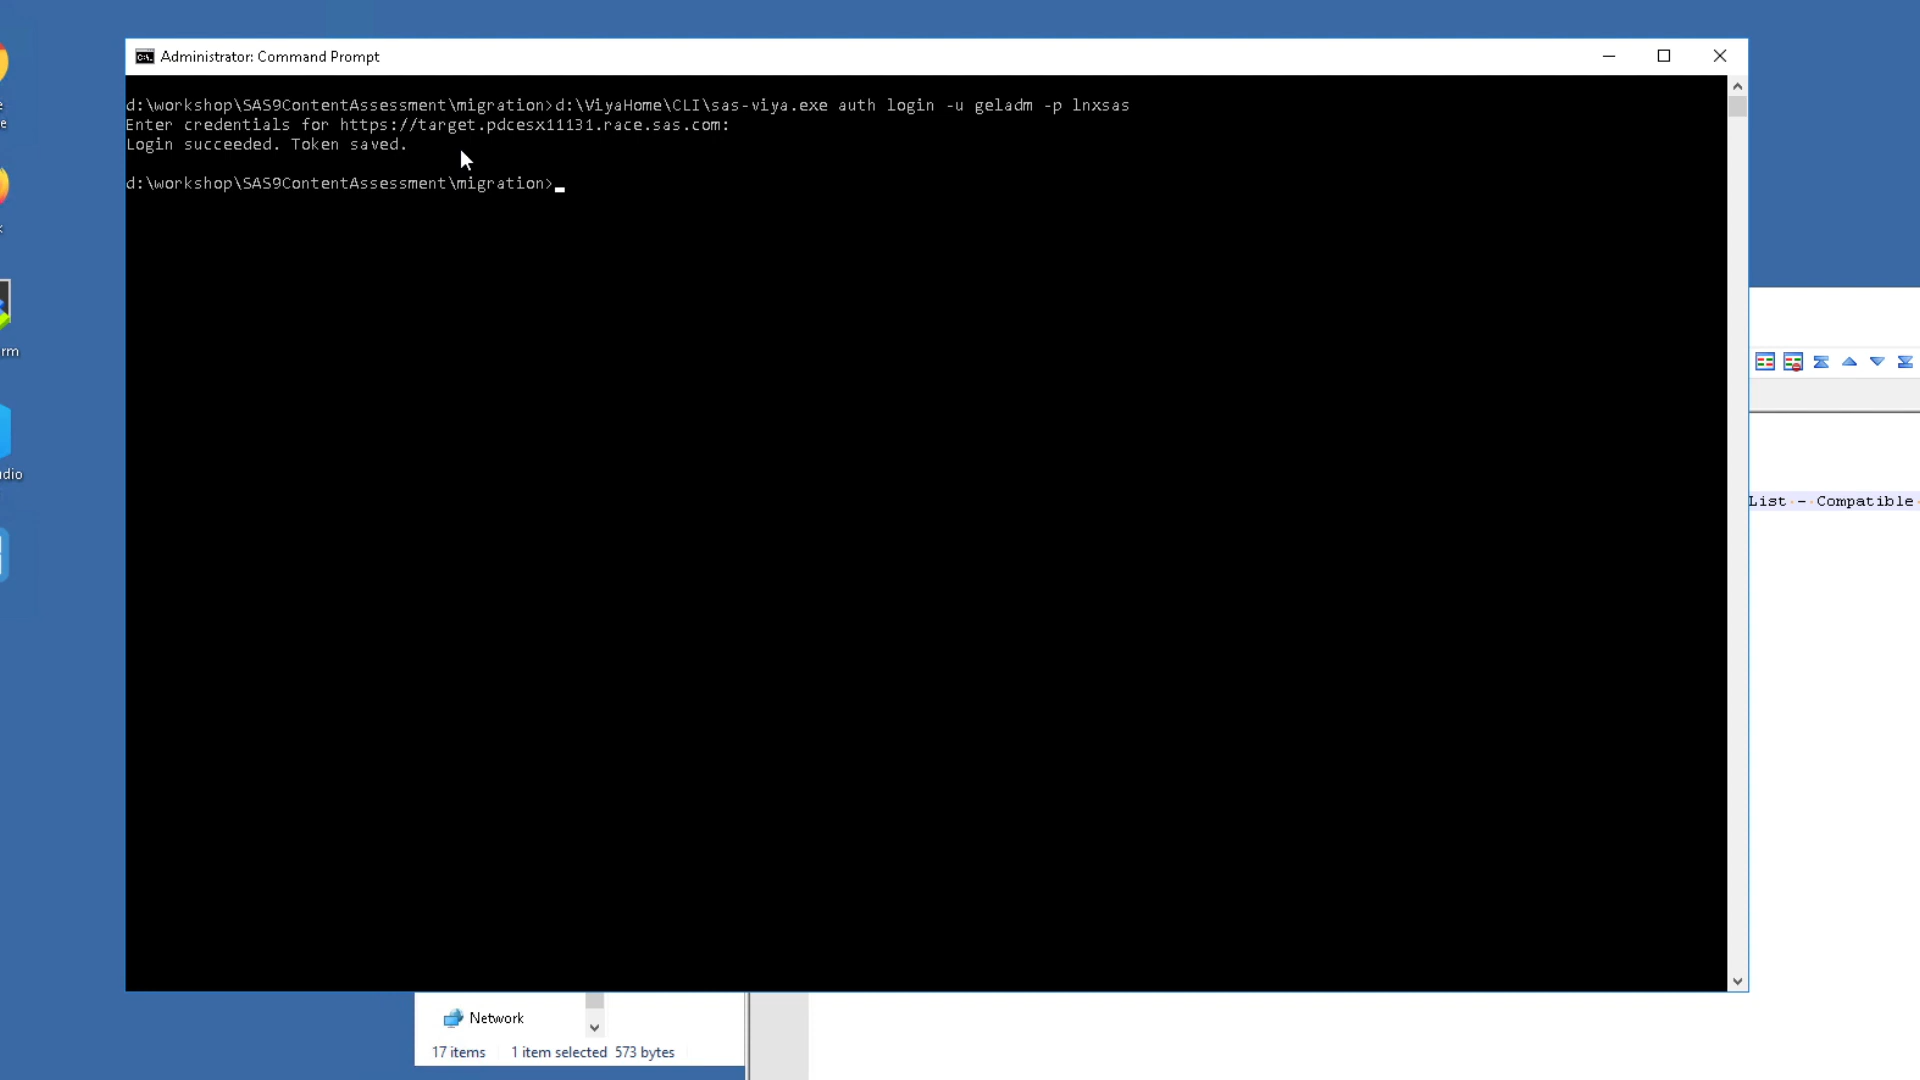 Administrator: Command Prompt
d:\workshop\SAS9ContentAssessment\migration>d:\ViyaHome\CLI\sas-viya.exe auth login -u geladm -p lnxsas
Enter credentials for https://target.pdcesx11131.race.sas.com:
Login succeeded. Token saved.
d:\workshop\SAS9ContentAssessment\migration>
e
e
k
rm
udio
List - Compatible
Network
17 items 1 item selected 573 bytes